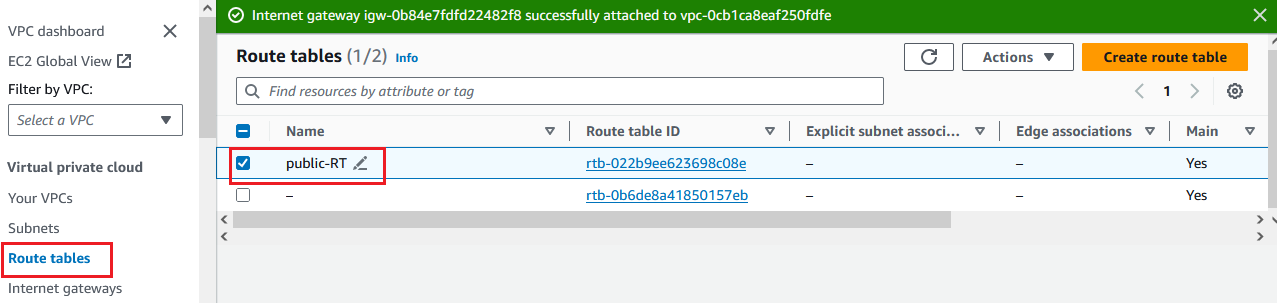 Internet gateway igw-0b84e7fdfd22482f8 successfully attached to vpc-0cb1ca8eaf250fdfe
VPC dashboard
EC2 Global View
Filter by VPC:
Select a VPC
Virtual private cloud
Your VPCs
Subnets
Route tables
Internet gateways
Route tables (1/2) Info
Actions
Create route table
Find resources by attribute or tag
1
Name Route table ID Explicit subnet associ... Edge associations Main
public-RT rtb-022b9ee623698c08e – – Yes
– rtb-0b6de8a41850157eb – – Yes